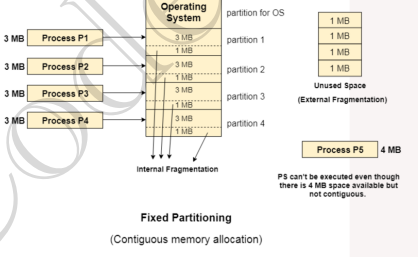 Operating
System
partition for OS
3 MB
Process P1
3 MB
1 MB
partition 1
3 MB
Process P2
3 MB
1 MB
partition 2
3 MB
Process P3
3 MB
1 MB
partition 3
3 MB
Process P4
3 MB
1 MB
partition 4
Internal Fragmentation
1 MB
1 MB
1 MB
1 MB
Unused Space
(External Fragmentation)
Process P5
4 MB
PS can't be executed even though
there is 4 MB space available but
not contiguous.
Fixed Partitioning
(Contiguous memory allocation)